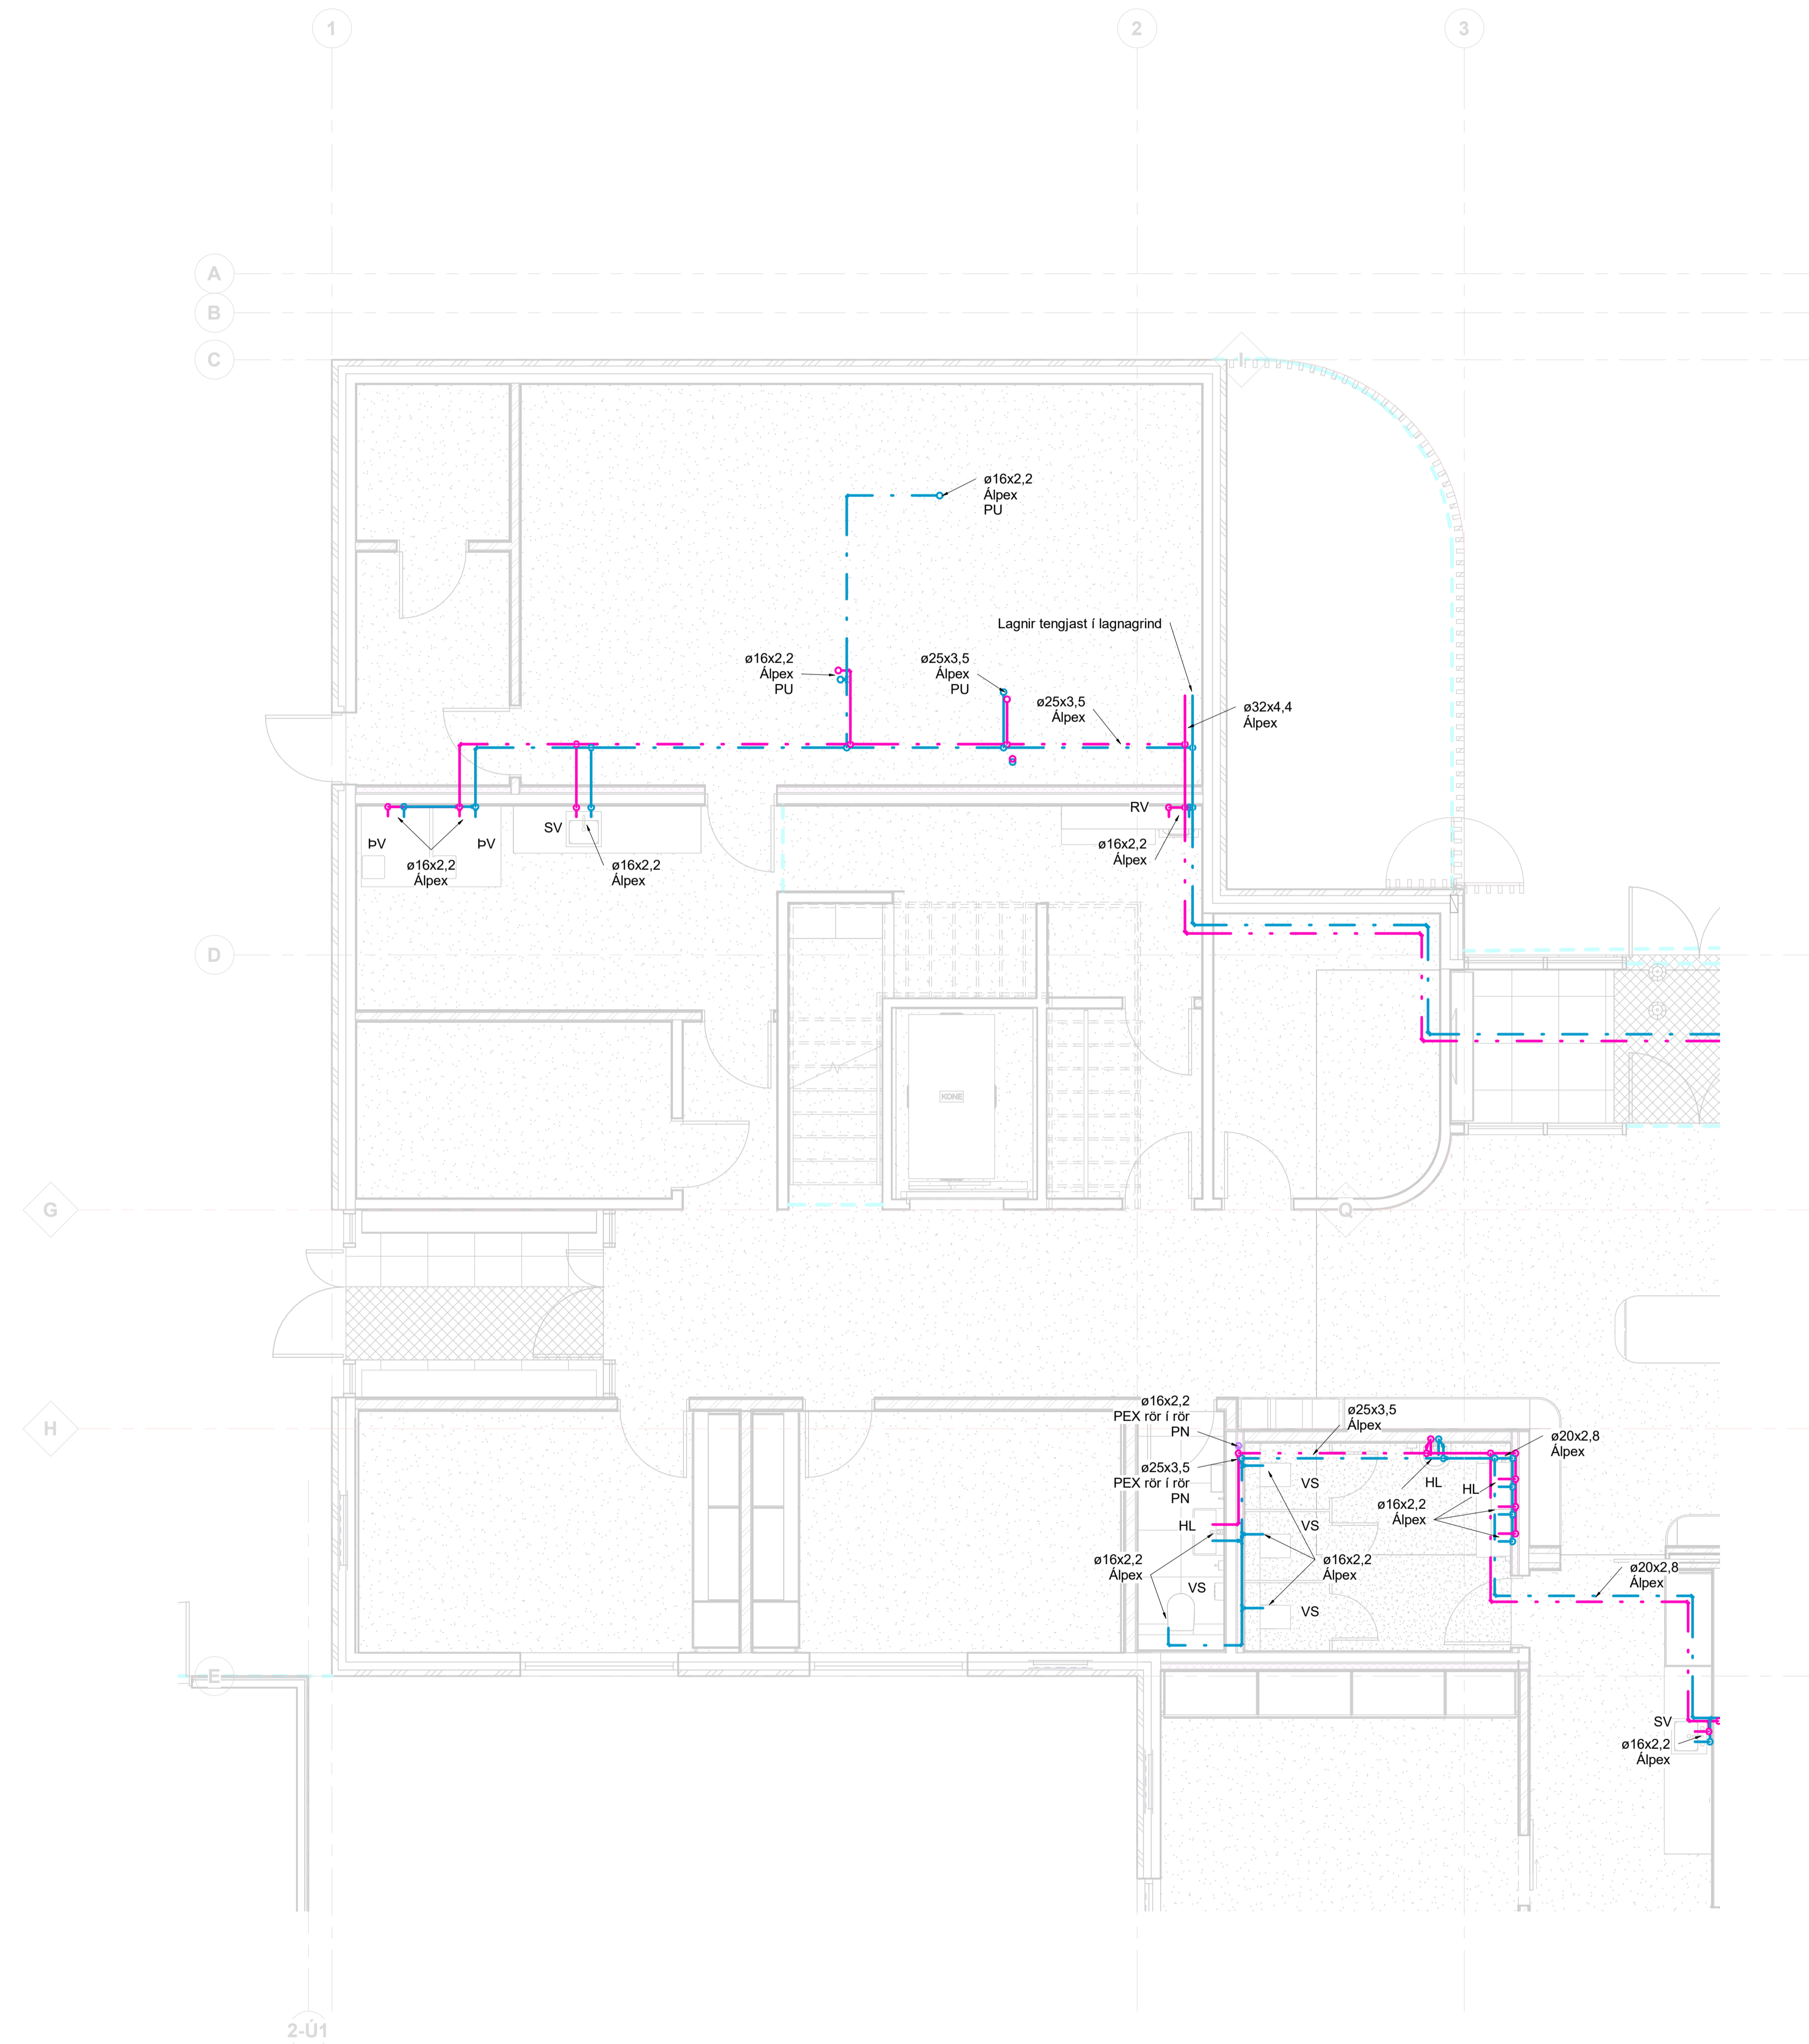 1
2
3
A
B
C
I
ø16x2,2
Álpex
PU
Lagnir tengjast í lagnagrind
ø16x2,2
Álpex
PU
ø25x3,5
Álpex
PU
ø25x3,5
Álpex
ø32x4,4
Álpex
RV
ø16x2,2
Álpex
ÞV
ÞV
ø16x2,2
Álpex
SV
ø16x2,2
Álpex
D
KONE
G
Q
H
ø16x2,2
PEX rör í rör
PN
ø25x3,5
Álpex
ø20x2,8
Álpex
ø25x3,5
PEX rör í rör
PN
VS
HL
HL
ø16x2,2
Álpex
HL
VS
ø16x2,2
Álpex
ø16x2,2
Álpex
VS
VS
ø20x2,8
Álpex
E
SV
ø16x2,2
Álpex
2-Ú1